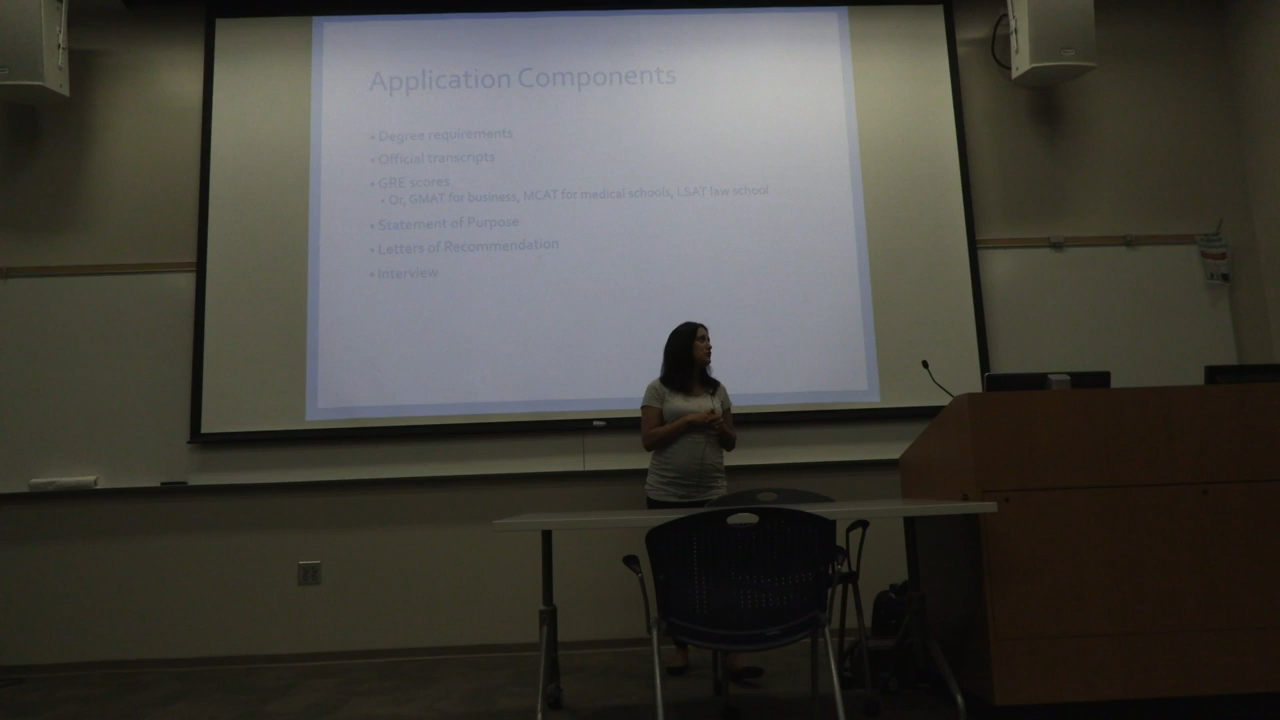 Application Components
• Degree requirements
• Official transcripts
• GRE scores
• Or, GMAT for business, MCAT for medical schools, LSAT law school
• Statement of Purpose
• Letters of Recommendation
• Interview